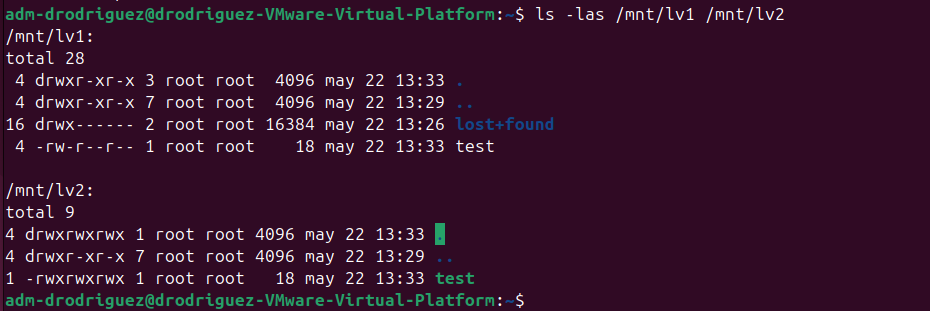 adm-drodriguez@drodriguez-VMware-Virtual-Platform:~$ ls -las /mnt/lv1 /mnt/lv2
/mnt/lv1:
total 28
 4 drwxr-xr-x 3 root root  4096 may 22 13:33 .
 4 drwxr-xr-x 7 root root  4096 may 22 13:29 ..
16 drwx------ 2 root root 16384 may 22 13:26 lost+found
 4 -rw-r--r-- 1 root root    18 may 22 13:33 test

/mnt/lv2:
total 9
4 drwxrwxrwx 1 root root 4096 may 22 13:33 .
4 drwxr-xr-x 7 root root 4096 may 22 13:29 ..
1 -rwxrwxrwx 1 root root   18 may 22 13:33 test
adm-drodriguez@drodriguez-VMware-Virtual-Platform:~$